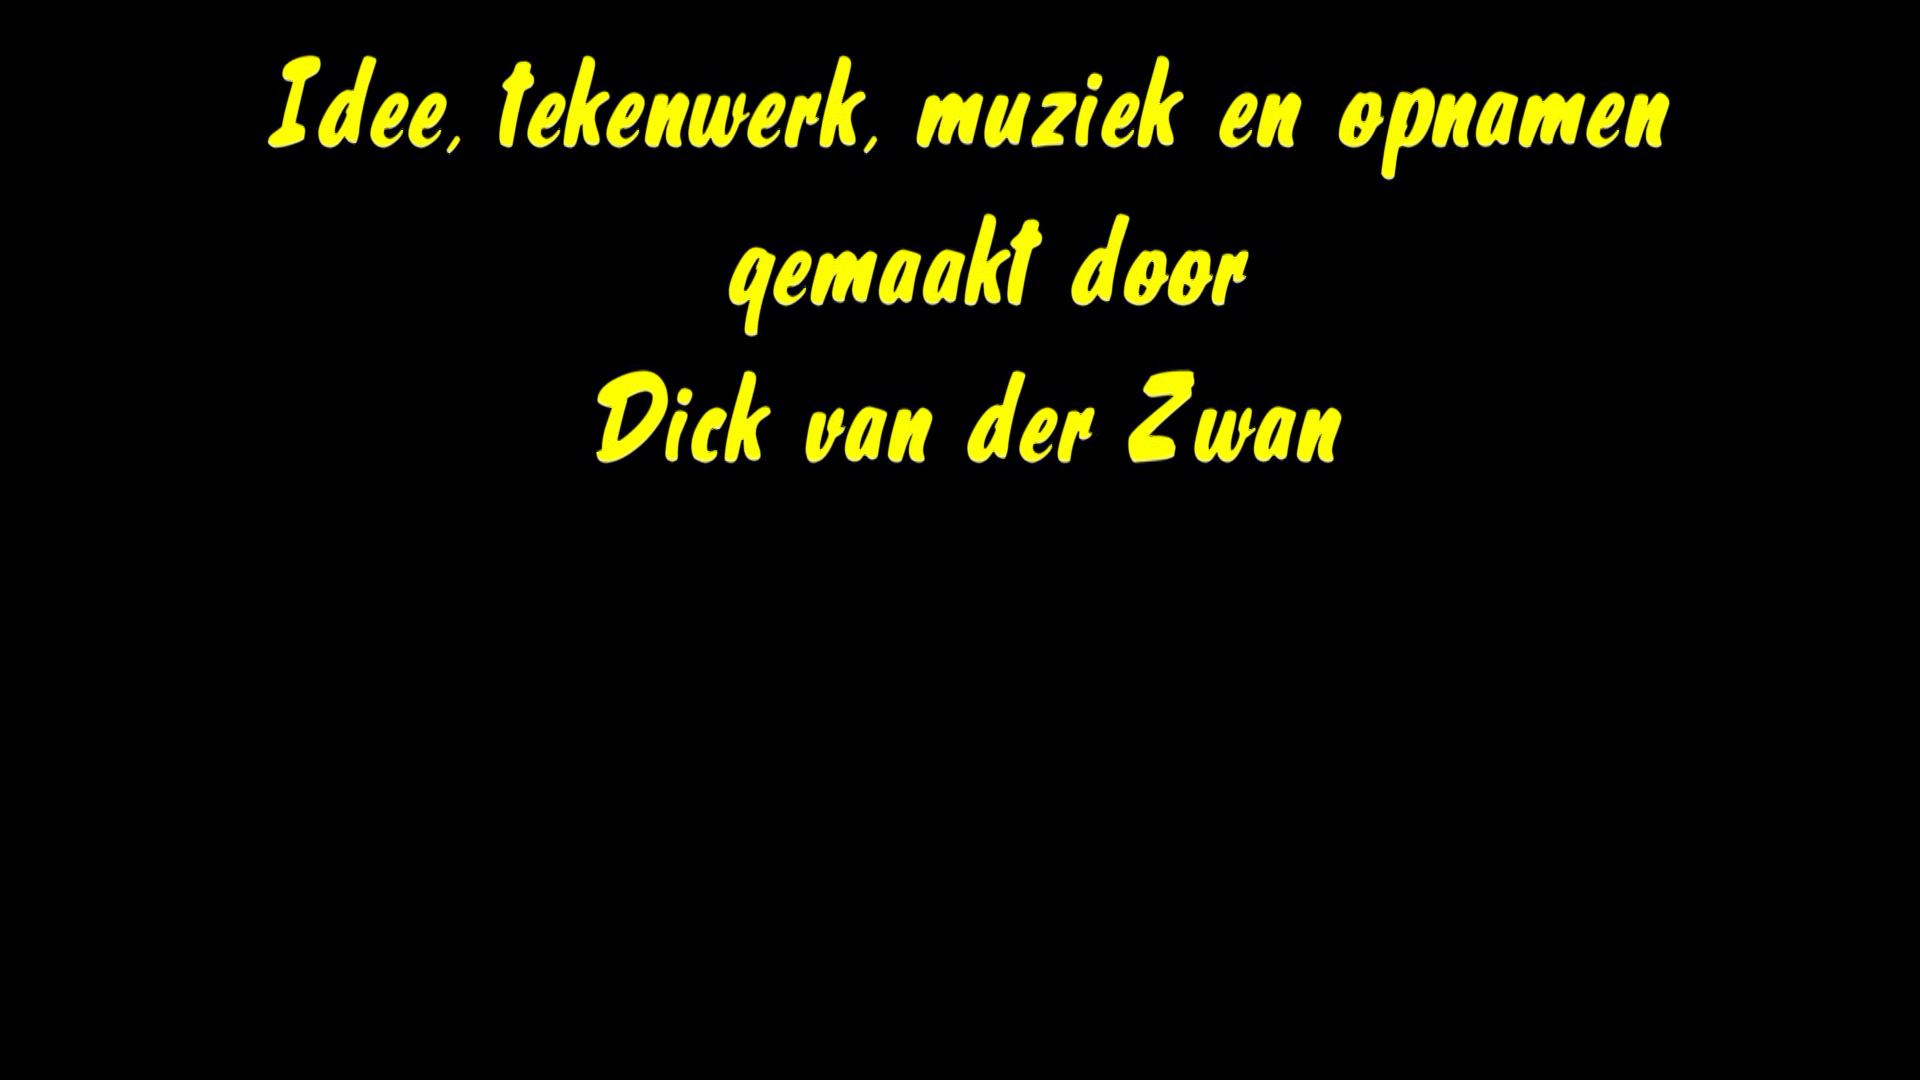 Idee, tekenwerk, muziek en opnamen
gemaakt door
Dick van der Zwan